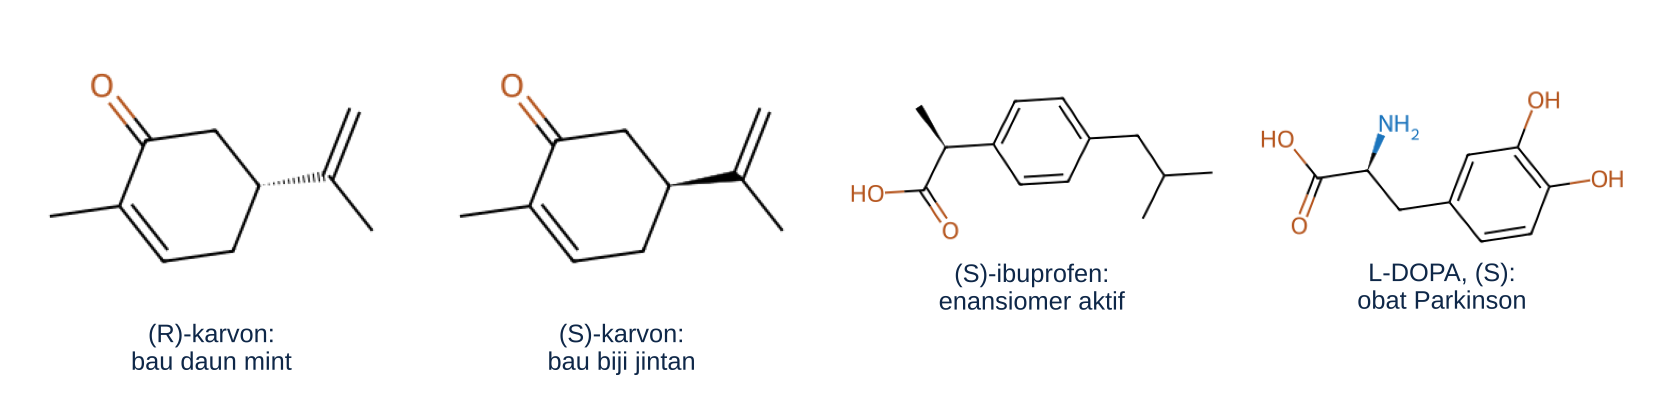 O
(R)-karvon:
bau daun mint
O
(S)-karvon:
bau biji jintan
HO
O
(S)-ibuprofen:
enansiomer aktif
HO
O
NH2
OH
OH
L-DOPA, (S):
obat Parkinson